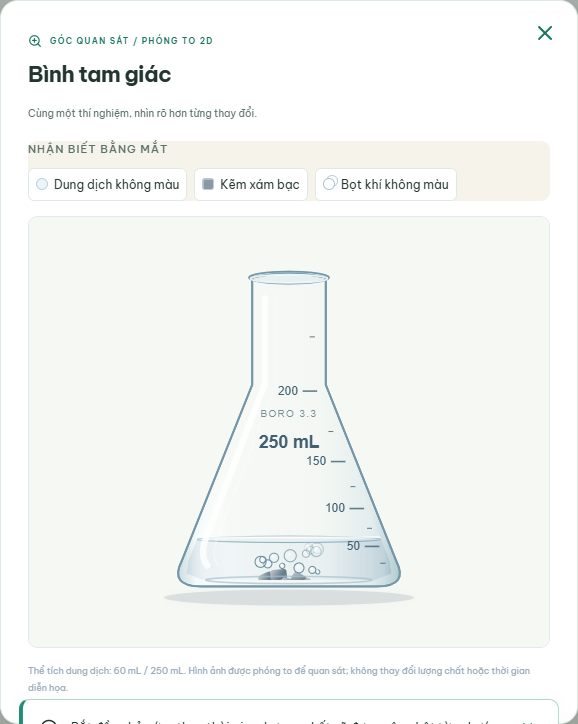 GÓC QUAN SÁT / PHÓNG TO 2D
Bình tam giác
Cùng một thí nghiệm, nhìn rõ hơn từng thay đổi.
NHẬN BIẾT BẰNG MẮT
Dung dịch không màu
Kẽm xám bạc
Bọt khí không màu
200
BORO 3.3
250 mL
150
100
50
Thể tích dung dịch: 60 mL / 250 mL. Hình ảnh được phóng to để quan sát; không thay đổi lượng chất hoặc thời gian
diễn họa.